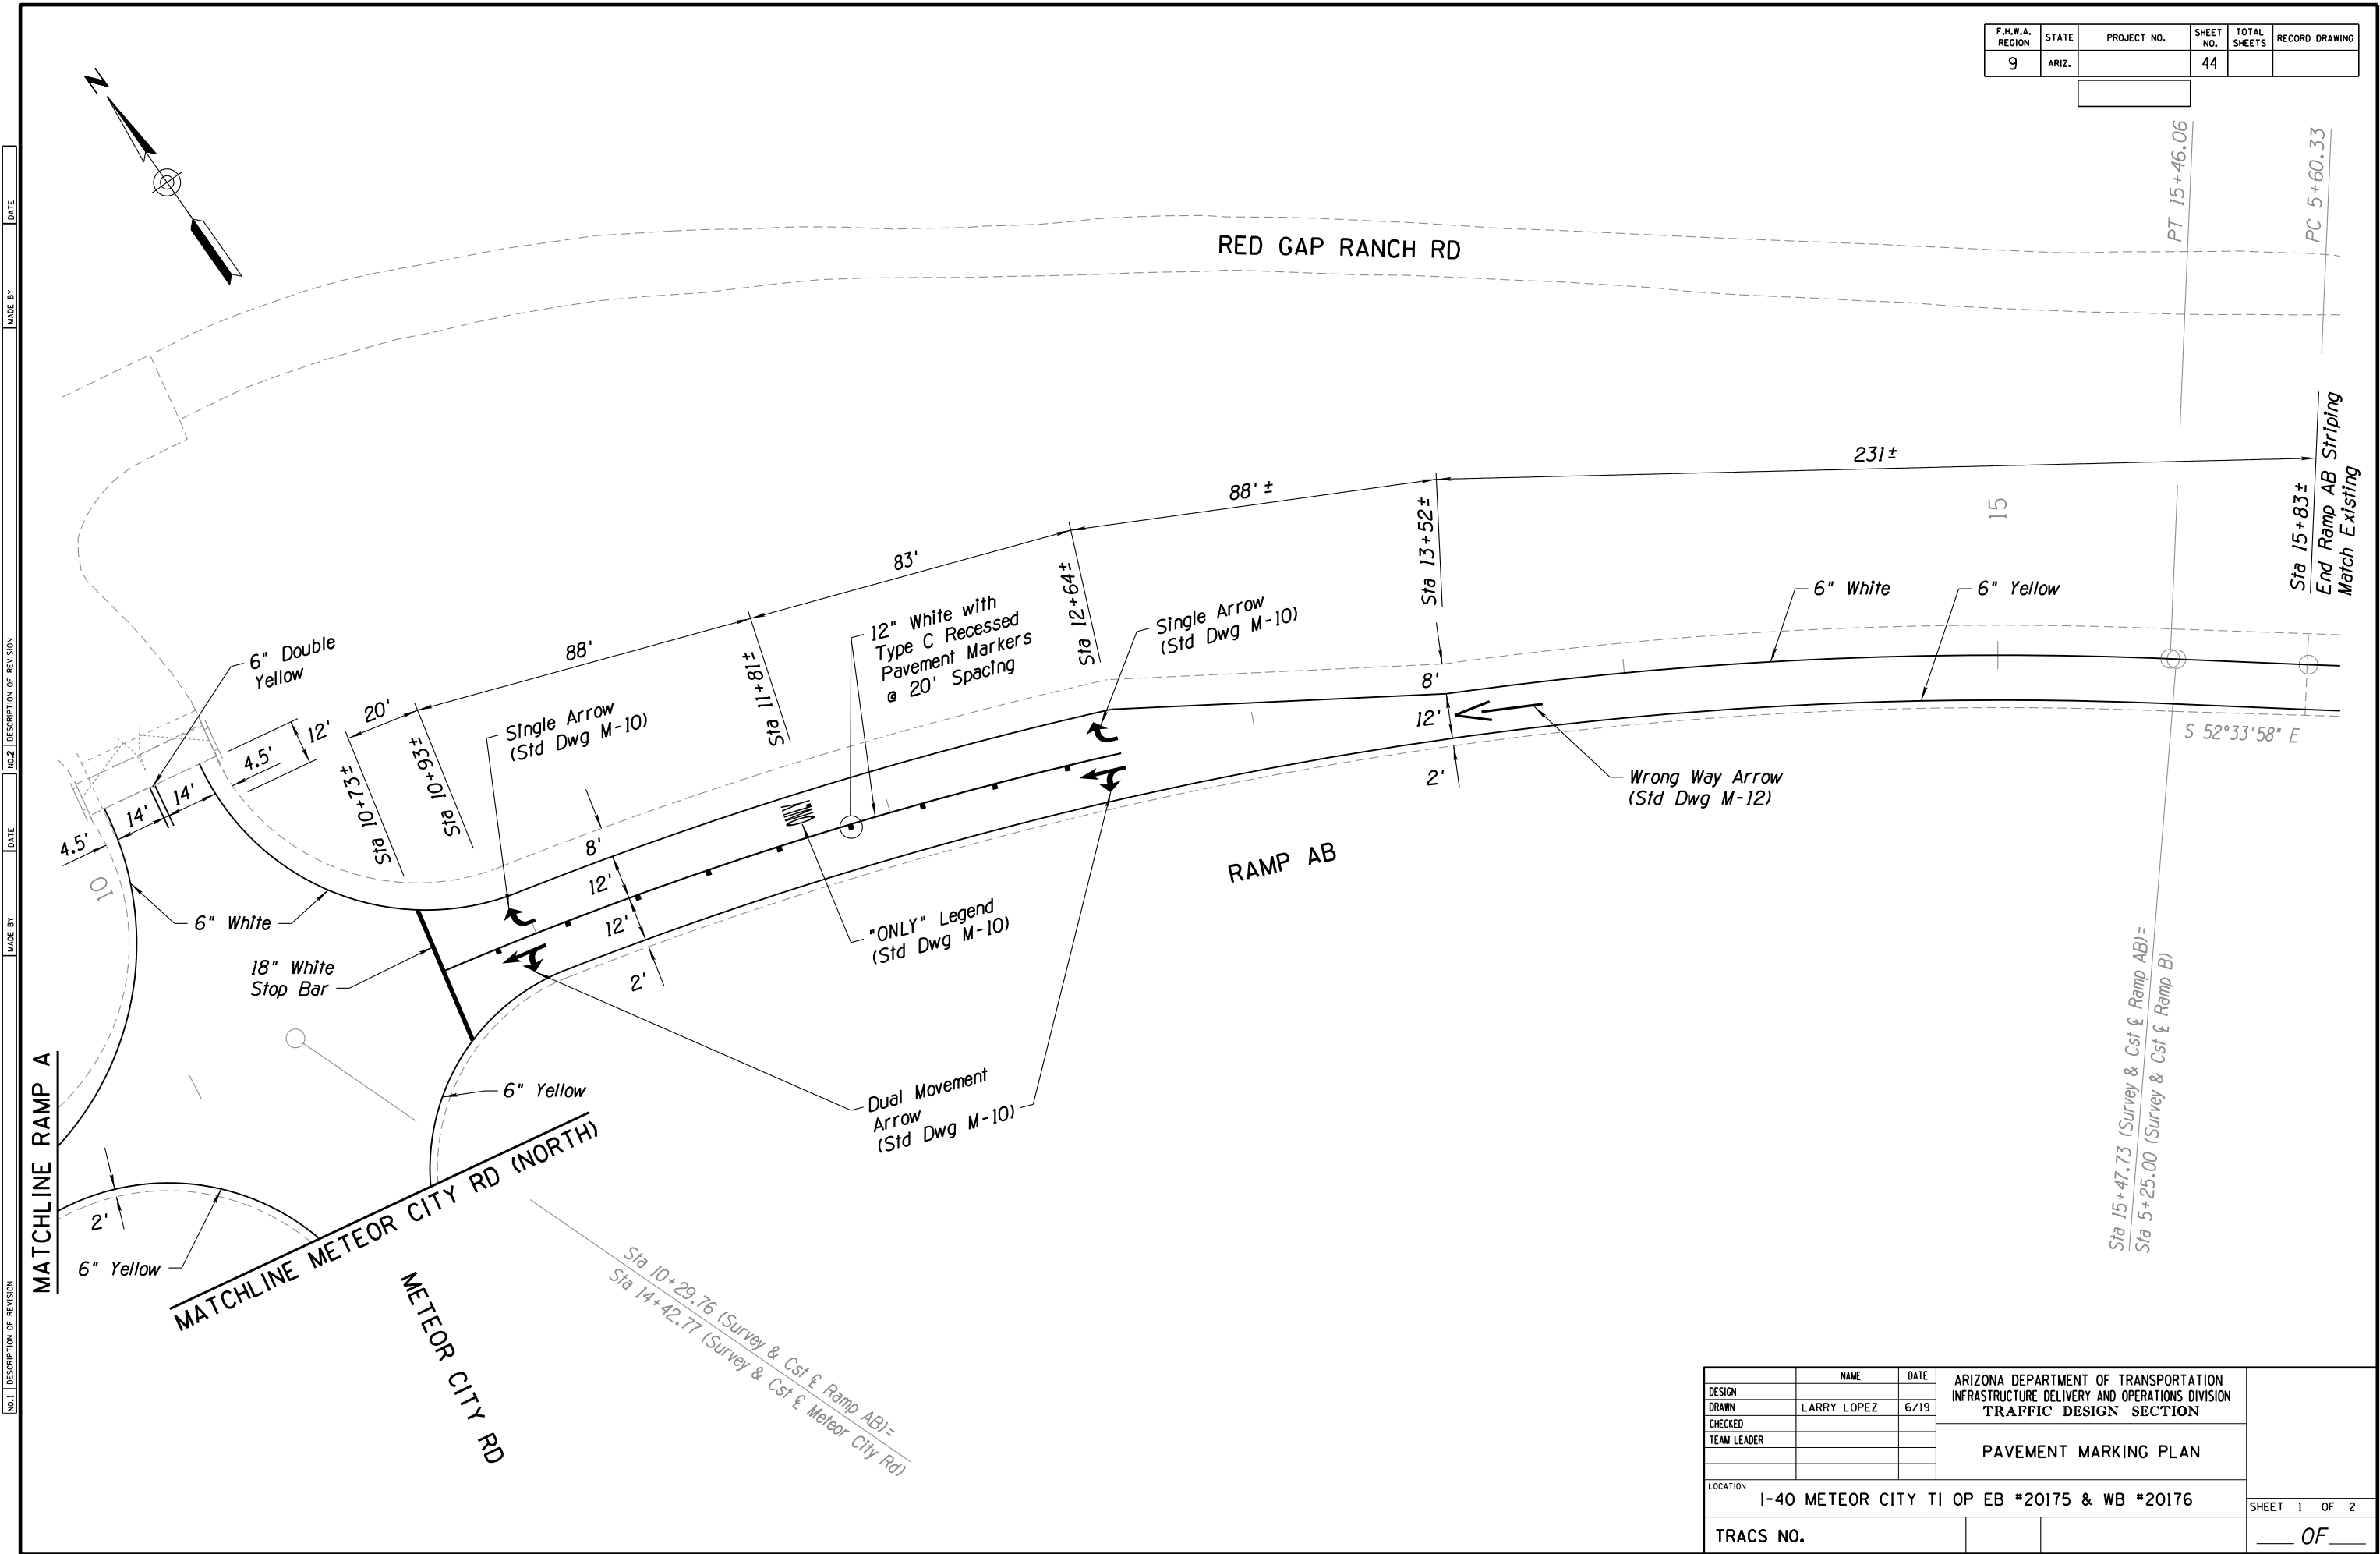 F.H.W.A. REGION
STATE
PROJECT NO.
SHEET NO.
TOTAL SHEETS
RECORD DRAWING
9
ARIZ.
44
N
RED GAP RANCH RD
PT 15+46.06
PC 5+60.33
231±
88' ±
83'
88'
20'
Sta 10+73±
Sta 10+93±
Sta 11+81±
Sta 12+64±
Sta 13+52±
15
Sta 15+83±
End Ramp AB Striping
Match Existing
6" White
6" Yellow
6" Double
Yellow
12'
4.5'
14'
14'
4.5'
10
Single Arrow
(Std Dwg M-10)
12" White with
Type C Recessed
Pavement Markers
@ 20' Spacing
Single Arrow
(Std Dwg M-10)
8'
12'
2'
8'
12'
12'
2'
ONLY
S 52°33'58" E
Wrong Way Arrow
(Std Dwg M-12)
RAMP AB
6" White
18" White
Stop Bar
"ONLY" Legend
(Std Dwg M-10)
6" Yellow
Dual Movement
Arrow
(Std Dwg M-10)
MATCHLINE RAMP A
2'
6" Yellow
MATCHLINE METEOR CITY RD (NORTH)
METEOR CITY RD
Sta 10+29.76 (Survey & Cst ℄ Ramp AB)=
Sta 14+42.77 (Survey & Cst ℄ Meteor City Rd)
Sta 15+47.73 (Survey & Cst ℄ Ramp AB)=
Sta 5+25.00 (Survey & Cst ℄ Ramp B)
DATE
MADE BY
DESCRIPTION OF REVISION
NO.2
DATE
MADE BY
DESCRIPTION OF REVISION
NO.1
NAME
DATE
DESIGN
DRAWN
LARRY LOPEZ
6/19
CHECKED
TEAM LEADER
ARIZONA DEPARTMENT OF TRANSPORTATION
INFRASTRUCTURE DELIVERY AND OPERATIONS DIVISION
TRAFFIC DESIGN SECTION
PAVEMENT MARKING PLAN
LOCATION
I-40 METEOR CITY TI OP EB #20175 & WB #20176
SHEET 1 OF 2
TRACS NO.
OF